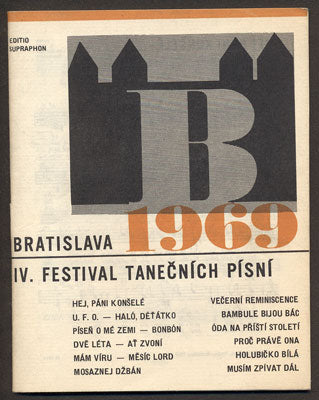 EDITIO
SUPRAPHON
B
1969
BRATISLAVA
IV. FESTIVAL TANEČNÍCH PÍSNÍ
HEJ, PÁNI KONŠELÉ
U. F. O. — HALÓ, DĚŤÁTKO
PÍSEŇ O MÉ ZEMI — BONBÓN
DVĚ LÉTA — AŤ ZVONÍ
MÁM VÍRU — MĚSÍC LORD
MOSAZNEJ DŽBÁN
VEČERNÍ REMINISCENCE
BAMBULE BIJOU BÁC
ÓDA NA PŘÍŠTÍ STOLETÍ
PROČ PRÁVĚ ONA
HOLUBIČKO BÍLÁ
MUSÍM ZPÍVAT DÁL